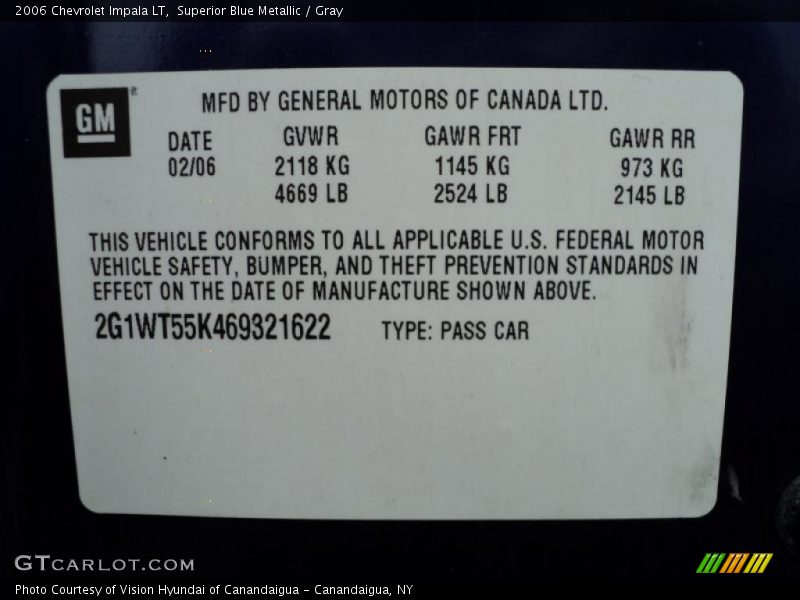 2006 Chevrolet Impala LT,  Superior Blue Metallic / Gray
GM ®
MFD BY GENERAL MOTORS OF CANADA LTD.
DATE GVWR GAWR FRT GAWR RR
02/06 2118 KG 1145 KG 973 KG
4669 LB 2524 LB 2145 LB
THIS VEHICLE CONFORMS TO ALL APPLICABLE U.S. FEDERAL MOTOR
VEHICLE SAFETY, BUMPER, AND THEFT PREVENTION STANDARDS IN
EFFECT ON THE DATE OF MANUFACTURE SHOWN ABOVE.
2G1WT55K469321622 TYPE: PASS CAR
GTCARLOT.COM
Photo Courtesy of Vision Hyundai of Canandaigua - Canandaigua, NY